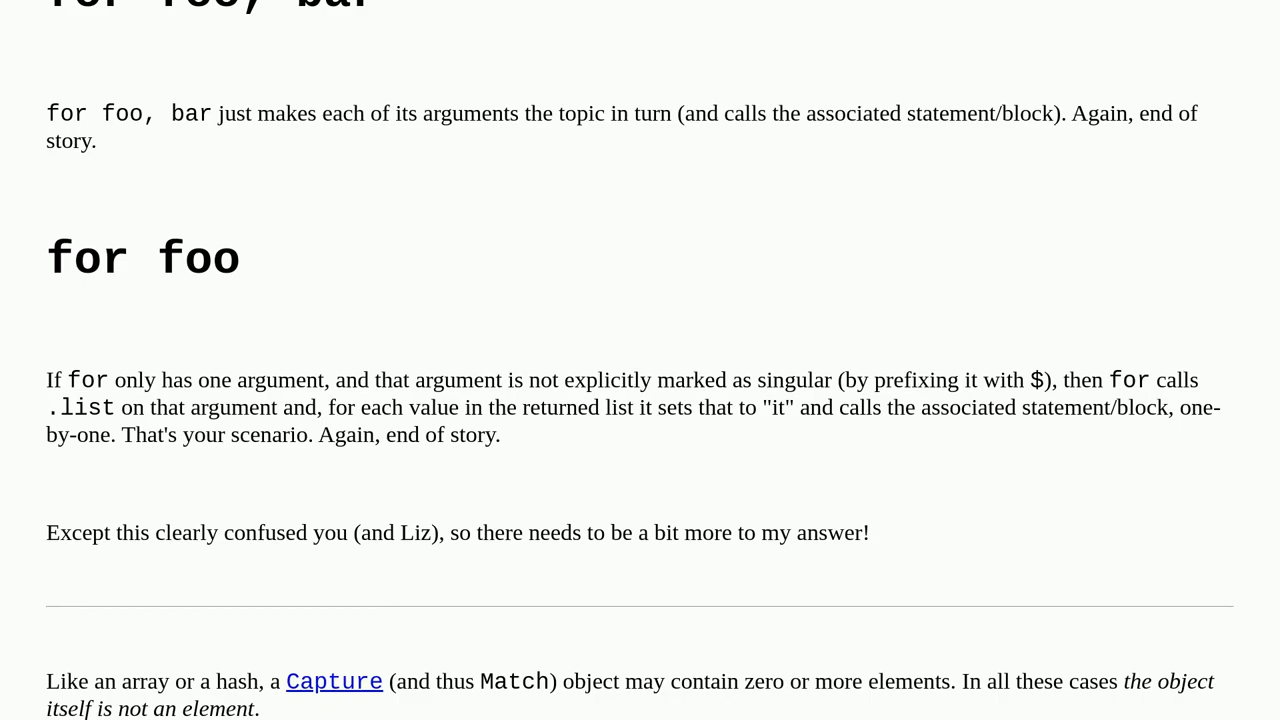 for foo, bar
for foo, bar just makes each of its arguments the topic in turn (and calls the associated statement/block). Again, end of
story.
for foo
If for only has one argument, and that argument is not explicitly marked as singular (by prefixing it with $), then for calls
.list on that argument and, for each value in the returned list it sets that to "it" and calls the associated statement/block, one-
by-one. That's your scenario. Again, end of story.
Except this clearly confused you (and Liz), so there needs to be a bit more to my answer!
Like an array or a hash, a Capture (and thus Match) object may contain zero or more elements. In all these cases the object
itself is not an element.